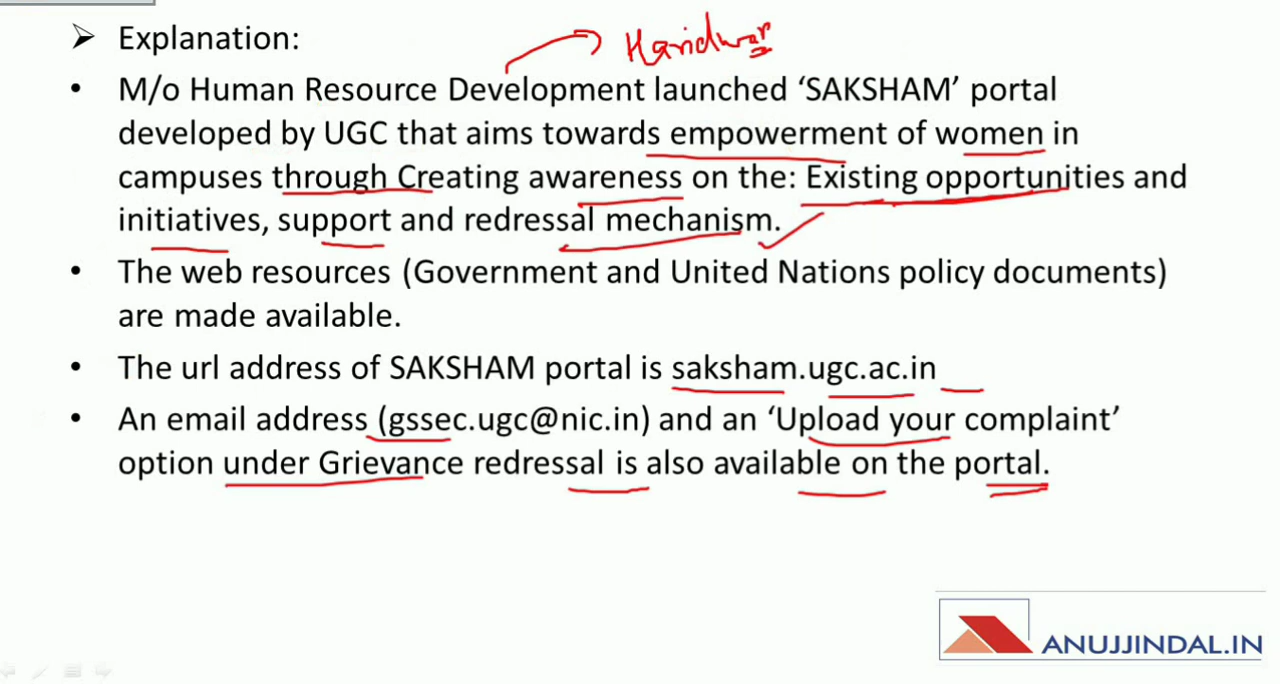 ➤ Explanation:
Haridwar
• M/o Human Resource Development launched ‘SAKSHAM’ portal
developed by UGC that aims towards empowerment of women in
campuses through Creating awareness on the: Existing opportunities and
initiatives, support and redressal mechanism.
• The web resources (Government and United Nations policy documents)
are made available.
• The url address of SAKSHAM portal is saksham.ugc.ac.in
• An email address (gssec.ugc@nic.in) and an ‘Upload your complaint’
option under Grievance redressal is also available on the portal.
ANUJJINDAL.IN